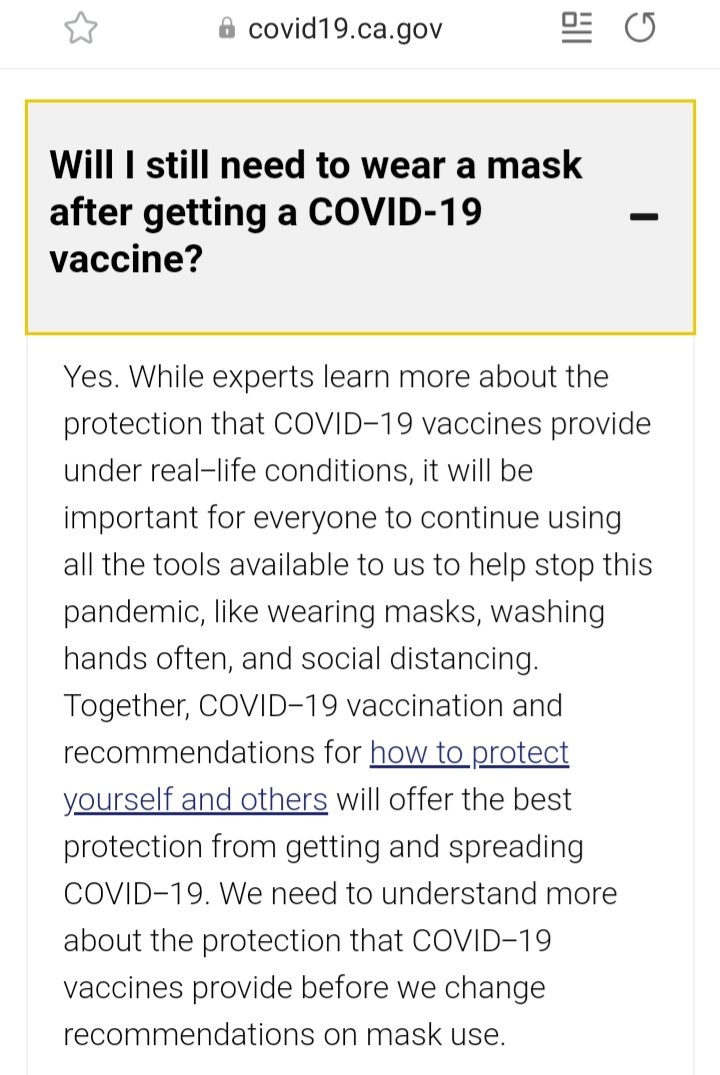 covid19.ca.gov
Will I still need to wear a mask
after getting a COVID-19
vaccine?
Yes. While experts learn more about the
protection that COVID-19 vaccines provide
under real-life conditions, it will be
important for everyone to continue using
all the tools available to us to help stop this
pandemic, like wearing masks, washing
hands often, and social distancing.
Together, COVID-19 vaccination and
recommendations for how to protect
yourself and others will offer the best
protection from getting and spreading
COVID-19. We need to understand more
about the protection that COVID-19
vaccines provide before we change
recommendations on mask use.